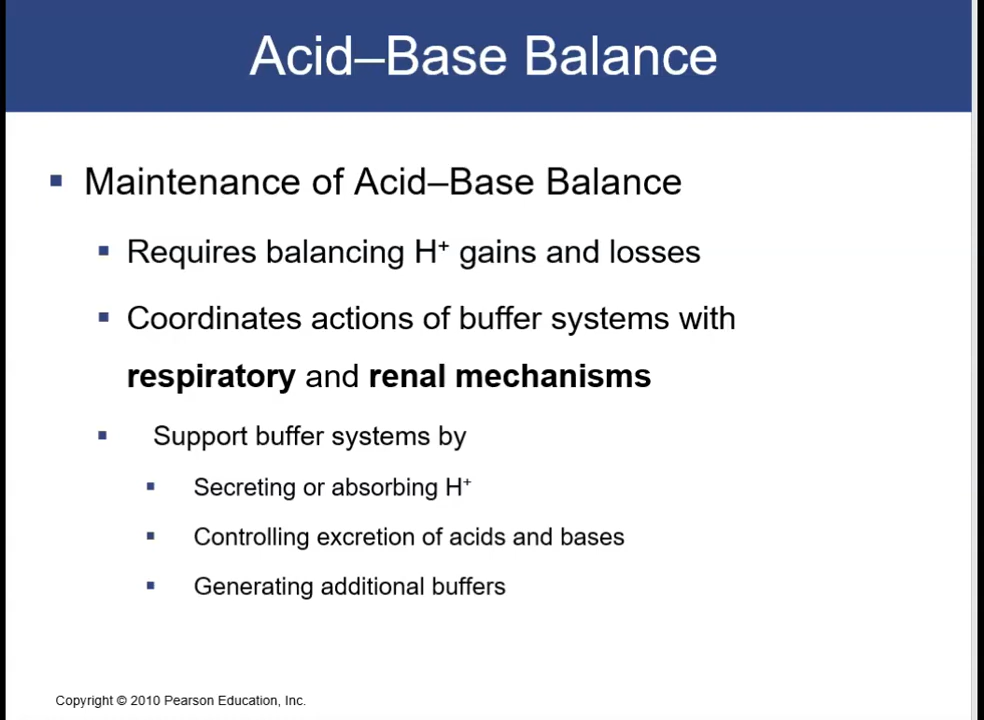 Acid–Base Balance
Maintenance of Acid–Base Balance
Requires balancing H⁺ gains and losses
Coordinates actions of buffer systems with
respiratory and renal mechanisms
Support buffer systems by
Secreting or absorbing H⁺
Controlling excretion of acids and bases
Generating additional buffers
Copyright © 2010 Pearson Education, Inc.